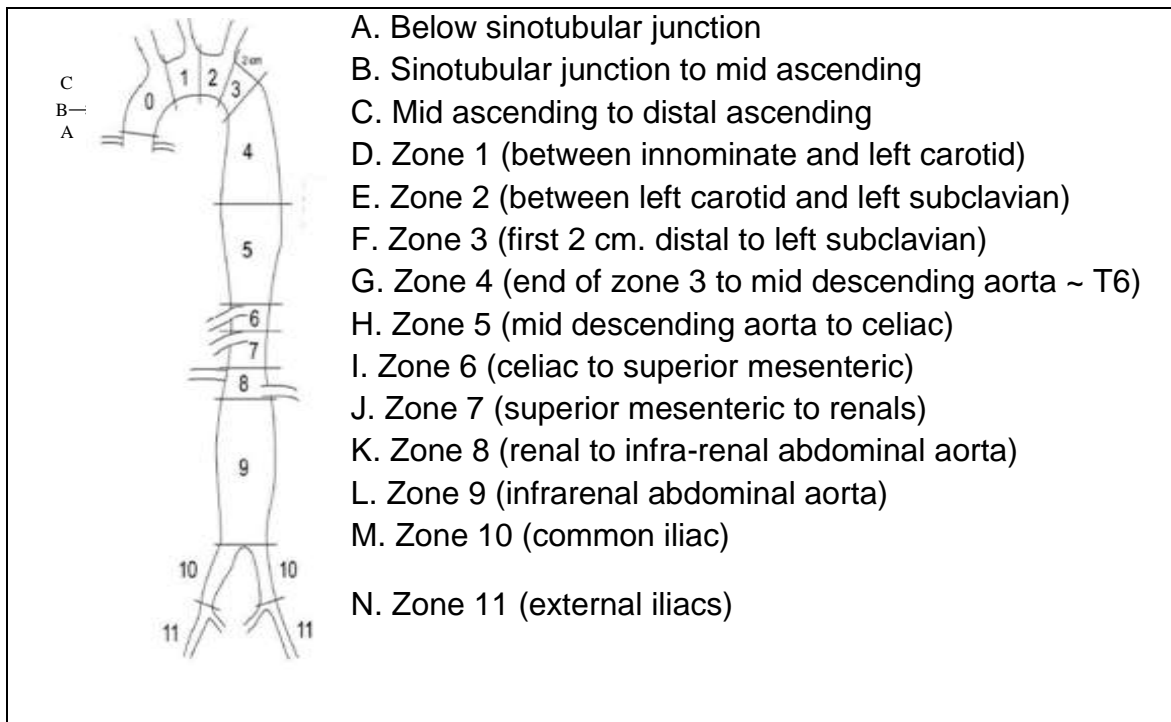 A. Below sinotubular junction
B. Sinotubular junction to mid ascending
C. Mid ascending to distal ascending
D. Zone 1 (between innominate and left carotid)
E. Zone 2 (between left carotid and left subclavian)
F. Zone 3 (first 2 cm. distal to left subclavian)
G. Zone 4 (end of zone 3 to mid descending aorta ~ T6)
H. Zone 5 (mid descending aorta to celiac)
I. Zone 6 (celiac to superior mesenteric)
J. Zone 7 (superior mesenteric to renals)
K. Zone 8 (renal to infra-renal abdominal aorta)
L. Zone 9 (infrarenal abdominal aorta)
M. Zone 10 (common iliac)
N. Zone 11 (external iliacs)
2 cm
C
B
A
0
1
2
3
4
5
6
7
8
9
10
10
11
11